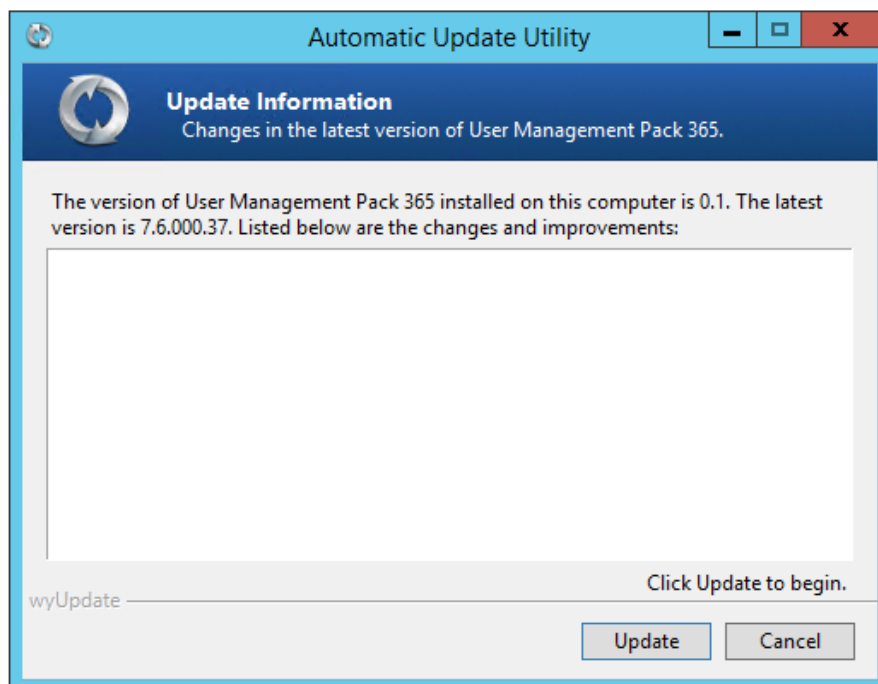 Automatic Update Utility
Update Information
Changes in the latest version of User Management Pack 365.
The version of User Management Pack 365 installed on this computer is 0.1. The latest
version is 7.6.000.37. Listed below are the changes and improvements:
Click Update to begin.
wyUpdate
Update
Cancel